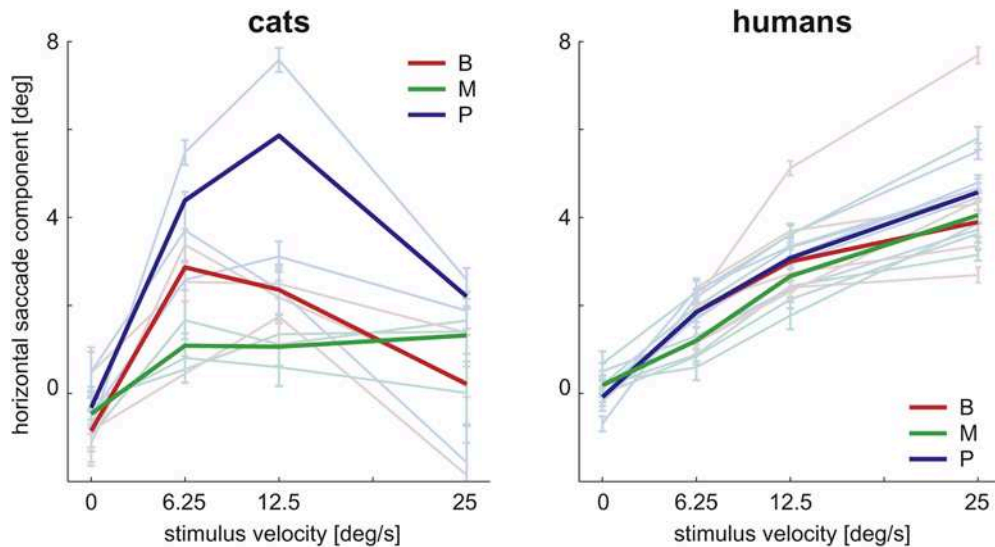 cats
humans
horizontal saccade component [deg]
8
4
0
B
M
P
0
6.25
12.5
25
stimulus velocity [deg/s]
8
4
0
B
M
P
0
6.25
12.5
25
stimulus velocity [deg/s]